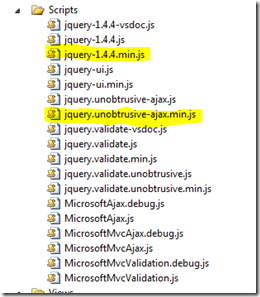 Scripts
jquery-1.4.4-vsdoc.js
jquery-1.4.4.js
jquery-1.4.4.min.js
jquery-ui.js
jquery-ui.min.js
jquery.unobtrusive-ajax.js
jquery.unobtrusive-ajax.min.js
jquery.validate-vsdoc.js
jquery.validate.js
jquery.validate.min.js
jquery.validate.unobtrusive.js
jquery.validate.unobtrusive.min.js
MicrosoftAjax.debug.js
MicrosoftAjax.js
MicrosoftMvcAjax.debug.js
MicrosoftMvcAjax.js
MicrosoftMvcValidation.debug.js
MicrosoftMvcValidation.js
Views